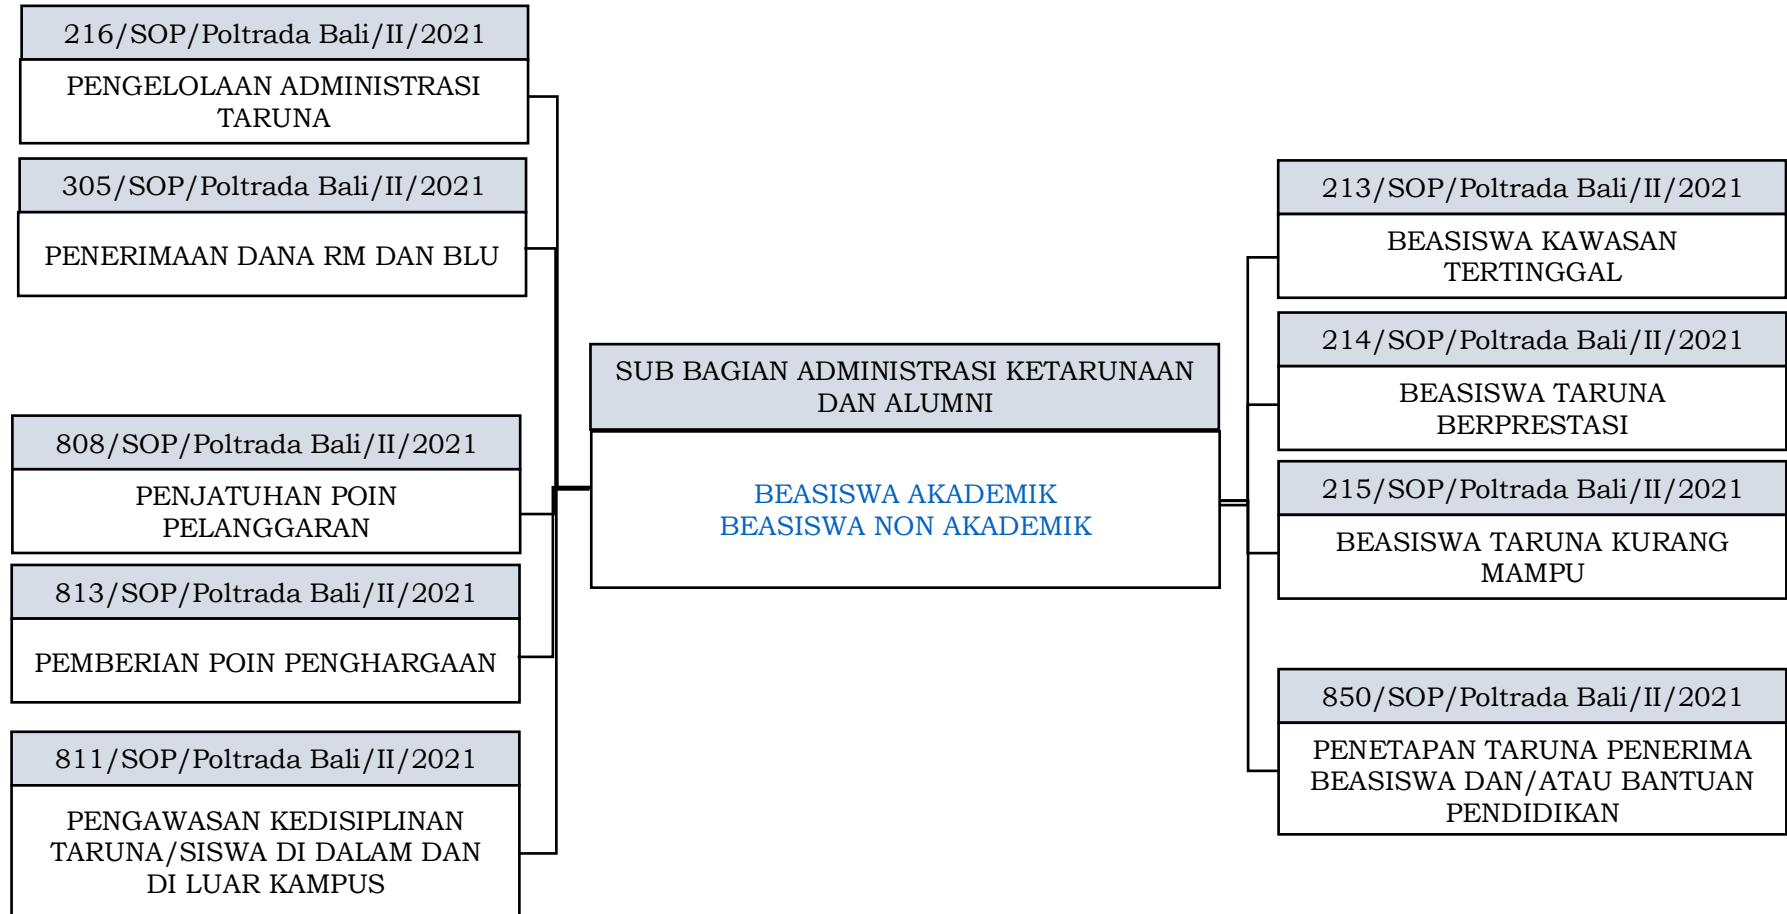 216/SOP/Poltrada Bali/II/2021
PENGELOLAAN ADMINISTRASI
TARUNA
305/SOP/Poltrada Bali/II/2021
PENERIMAAN DANA RM DAN BLU
808/SOP/Poltrada Bali/II/2021
PENJATUHAN POIN
PELANGGARAN
813/SOP/Poltrada Bali/II/2021
PEMBERIAN POIN PENGHARGAAN
811/SOP/Poltrada Bali/II/2021
PENGAWASAN KEDISIPLINAN
TARUNA/SISWA DI DALAM DAN
DI LUAR KAMPUS
SUB BAGIAN ADMINISTRASI KETARUNAAN
DAN ALUMNI
BEASISWA AKADEMIK
BEASISWA NON AKADEMIK
213/SOP/Poltrada Bali/II/2021
BEASISWA KAWASAN
TERTINGGAL
214/SOP/Poltrada Bali/II/2021
BEASISWA TARUNA
BERPRESTASI
215/SOP/Poltrada Bali/II/2021
BEASISWA TARUNA KURANG
MAMPU
850/SOP/Poltrada Bali/II/2021
PENETAPAN TARUNA PENERIMA
BEASISWA DAN/ATAU BANTUAN
PENDIDIKAN